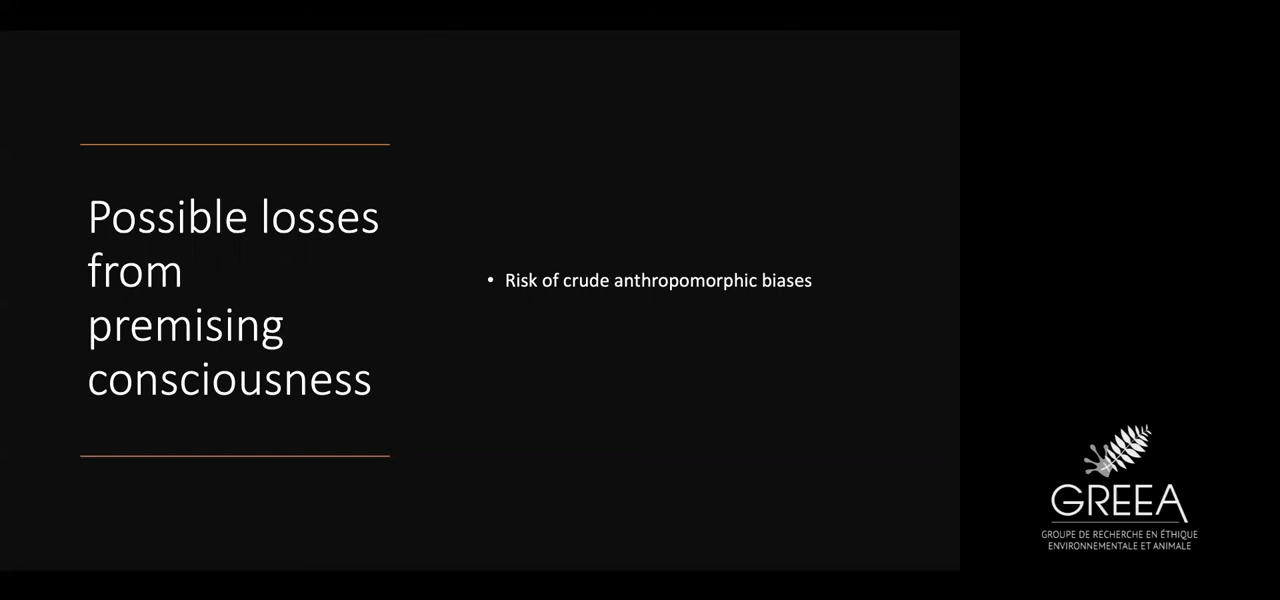 Possible losses
from
premising
consciousness
• Risk of crude anthropomorphic biases
GREEA
GROUPE DE RECHERCHE EN ÉTHIQUE
ENVIRONNEMENTALE ET ANIMALE